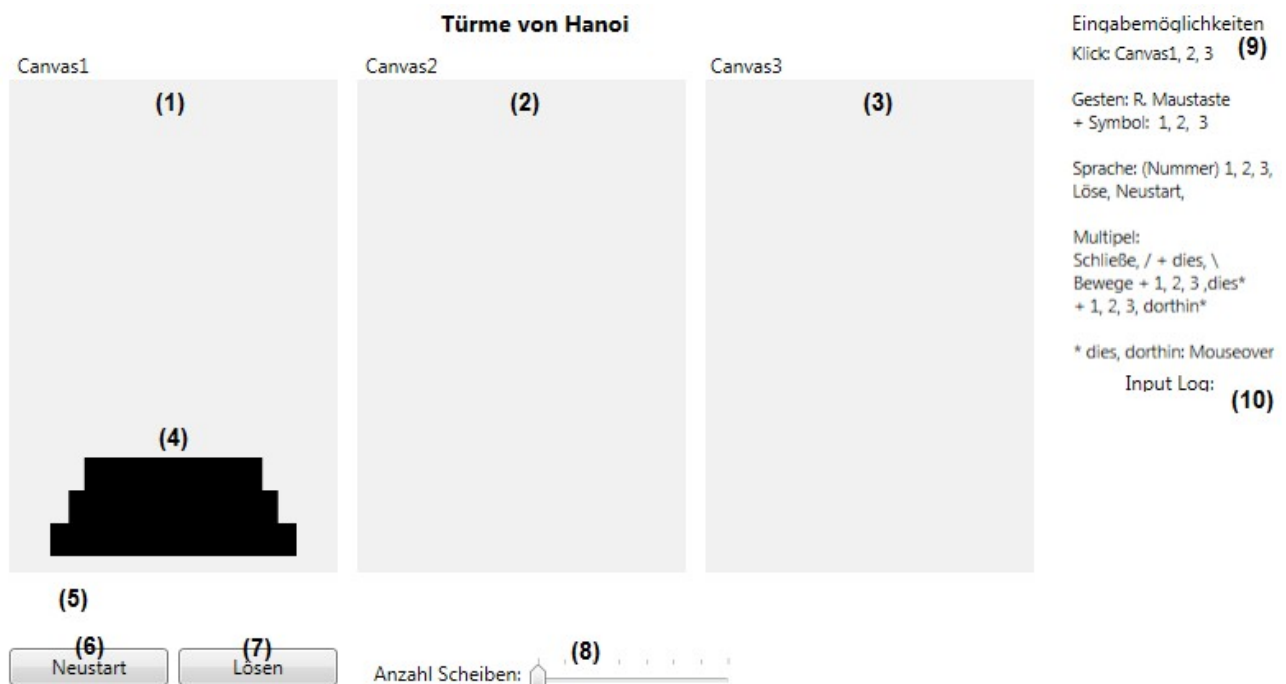 Türme von Hanoi
Canvas1
Canvas2
Canvas3
(1)
(2)
(3)
(4)
(5)
(6)
Neustart
(7)
Lösen
Anzahl Scheiben:
(8)
Eingabemöglichkeiten
Klick: Canvas1, 2, 3 (9)
Gesten: R. Maustaste
+ Symbol: 1, 2, 3
Sprache: (Nummer) 1, 2, 3,
Löse, Neustart,
Multipel:
Schließe, / + dies, \
Bewege + 1, 2, 3 ,dies*
+ 1, 2, 3, dorthin*
* dies, dorthin: Mouseover
Input Log:
(10)